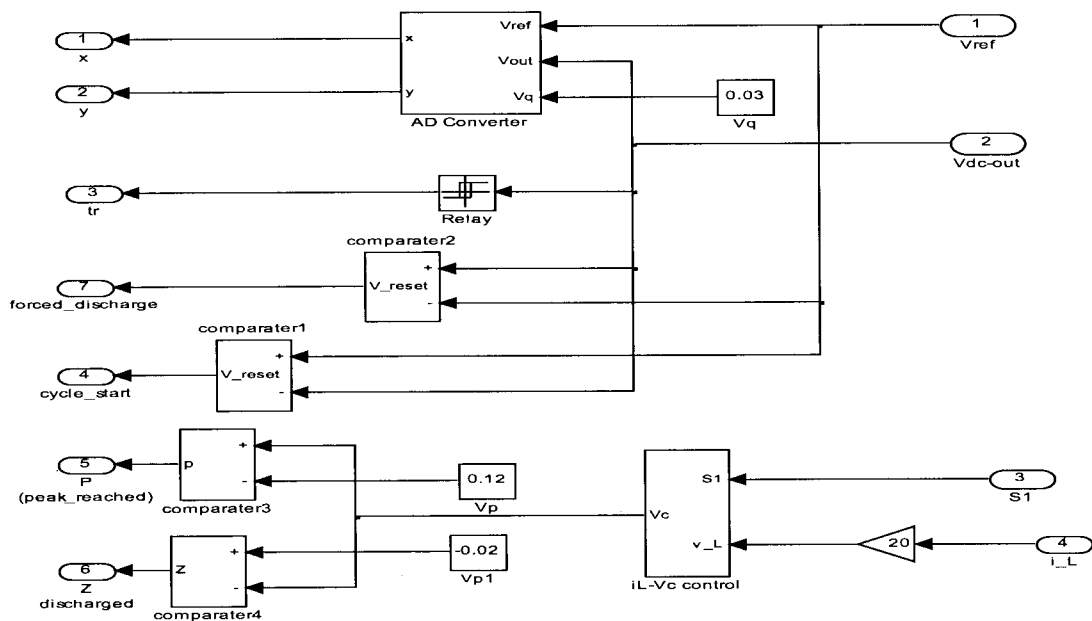 1
x
2
y
x
y
Vref
Vout
Vq
AD Converter
0.03
Vq
1
Vref
2
Vdc-out
3
tr
Relay
comparater2
+
V_reset
-
7
forced_discharge
comparater1
+
V_reset
-
4
cycle_start
+
p
-
comparater3
5
P
(peak_reached)
0.12
Vp
+
z
-
comparater4
6
Z
discharged
-0.02
Vp1
S1
Vc
v_L
iL-Vc control
3
S1
20
4
i_L